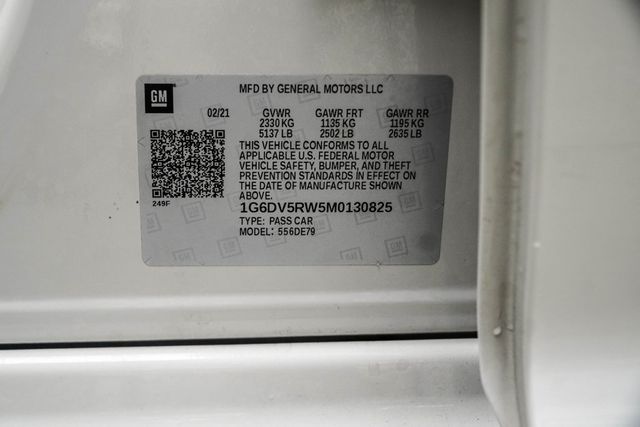 GM
MFD BY GENERAL MOTORS LLC
02/21 GVWR GAWR FRT GAWR RR
2330 KG 1135 KG 1195 KG
5137 LB 2502 LB 2635 LB
THIS VEHICLE CONFORMS TO ALL
APPLICABLE U.S. FEDERAL MOTOR
VEHICLE SAFETY, BUMPER, AND THEFT
PREVENTION STANDARDS IN EFFECT ON
THE DATE OF MANUFACTURE SHOWN
ABOVE.
249F
1G6DV5RW5M0130825
TYPE: PASS CAR
MODEL: 556DE79